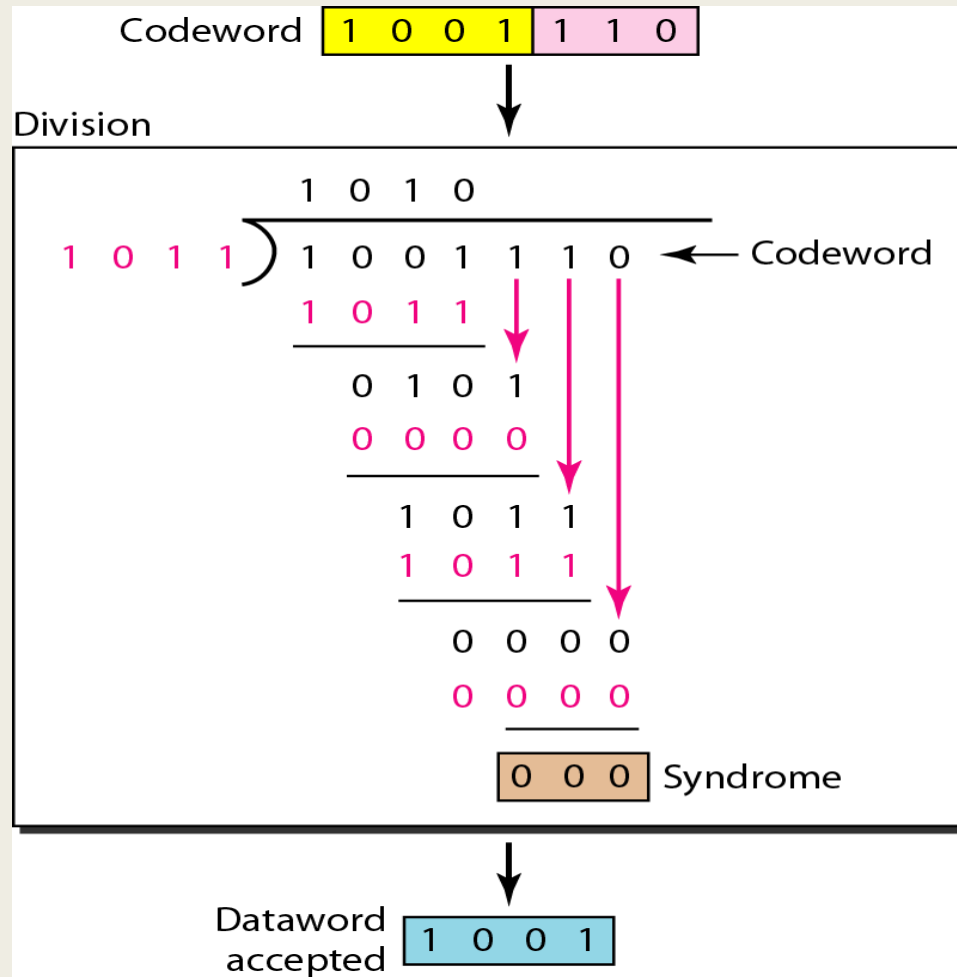 Codeword 1 0 0 1 1 1 0
Division
1 0 1 0
1 0 1 1 1 0 0 1 1 1 0 Codeword
1 0 1 1
0 1 0 1
0 0 0 0
1 0 1 1
1 0 1 1
0 0 0 0
0 0 0 0
0 0 0 Syndrome
Dataword
accepted 1 0 0 1